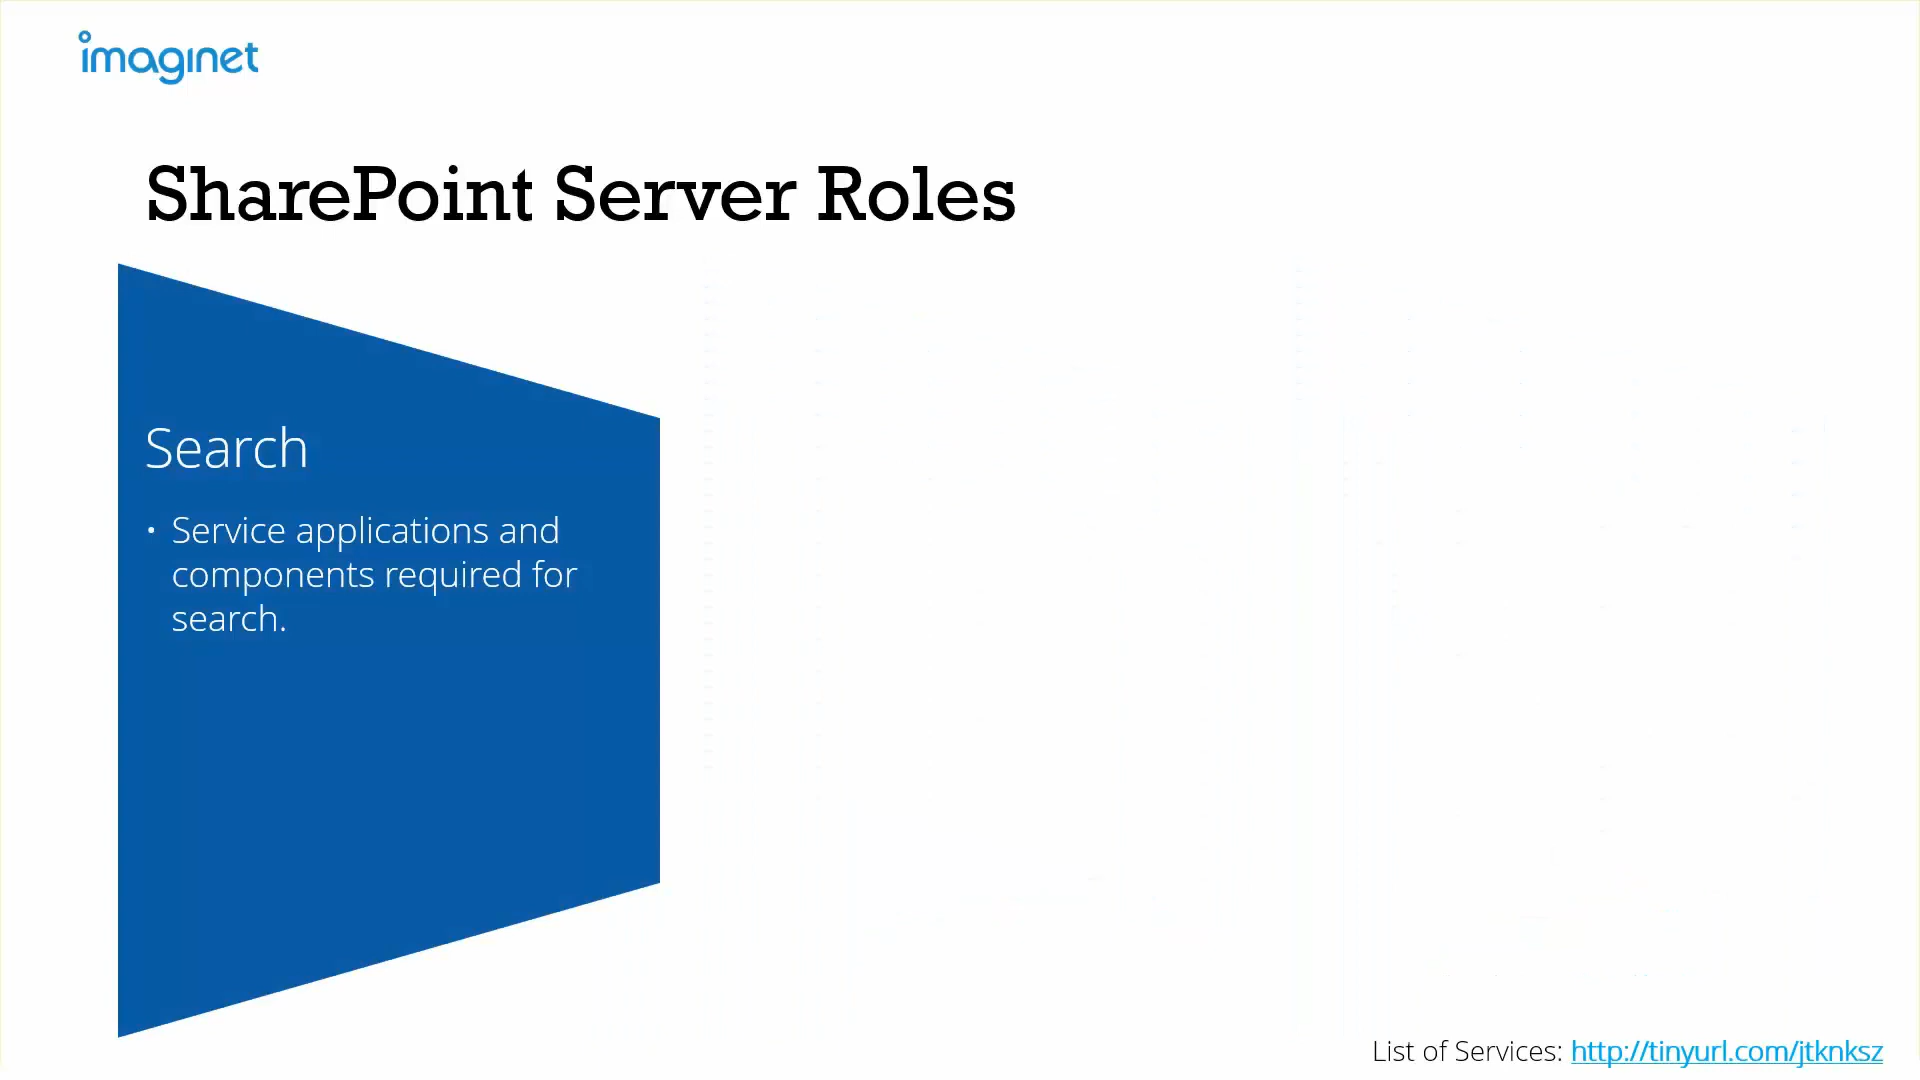 imaginet
SharePoint Server Roles
Search
• Service applications and
components required for
search.
List of Services: http://tinyurl.com/jtknksz